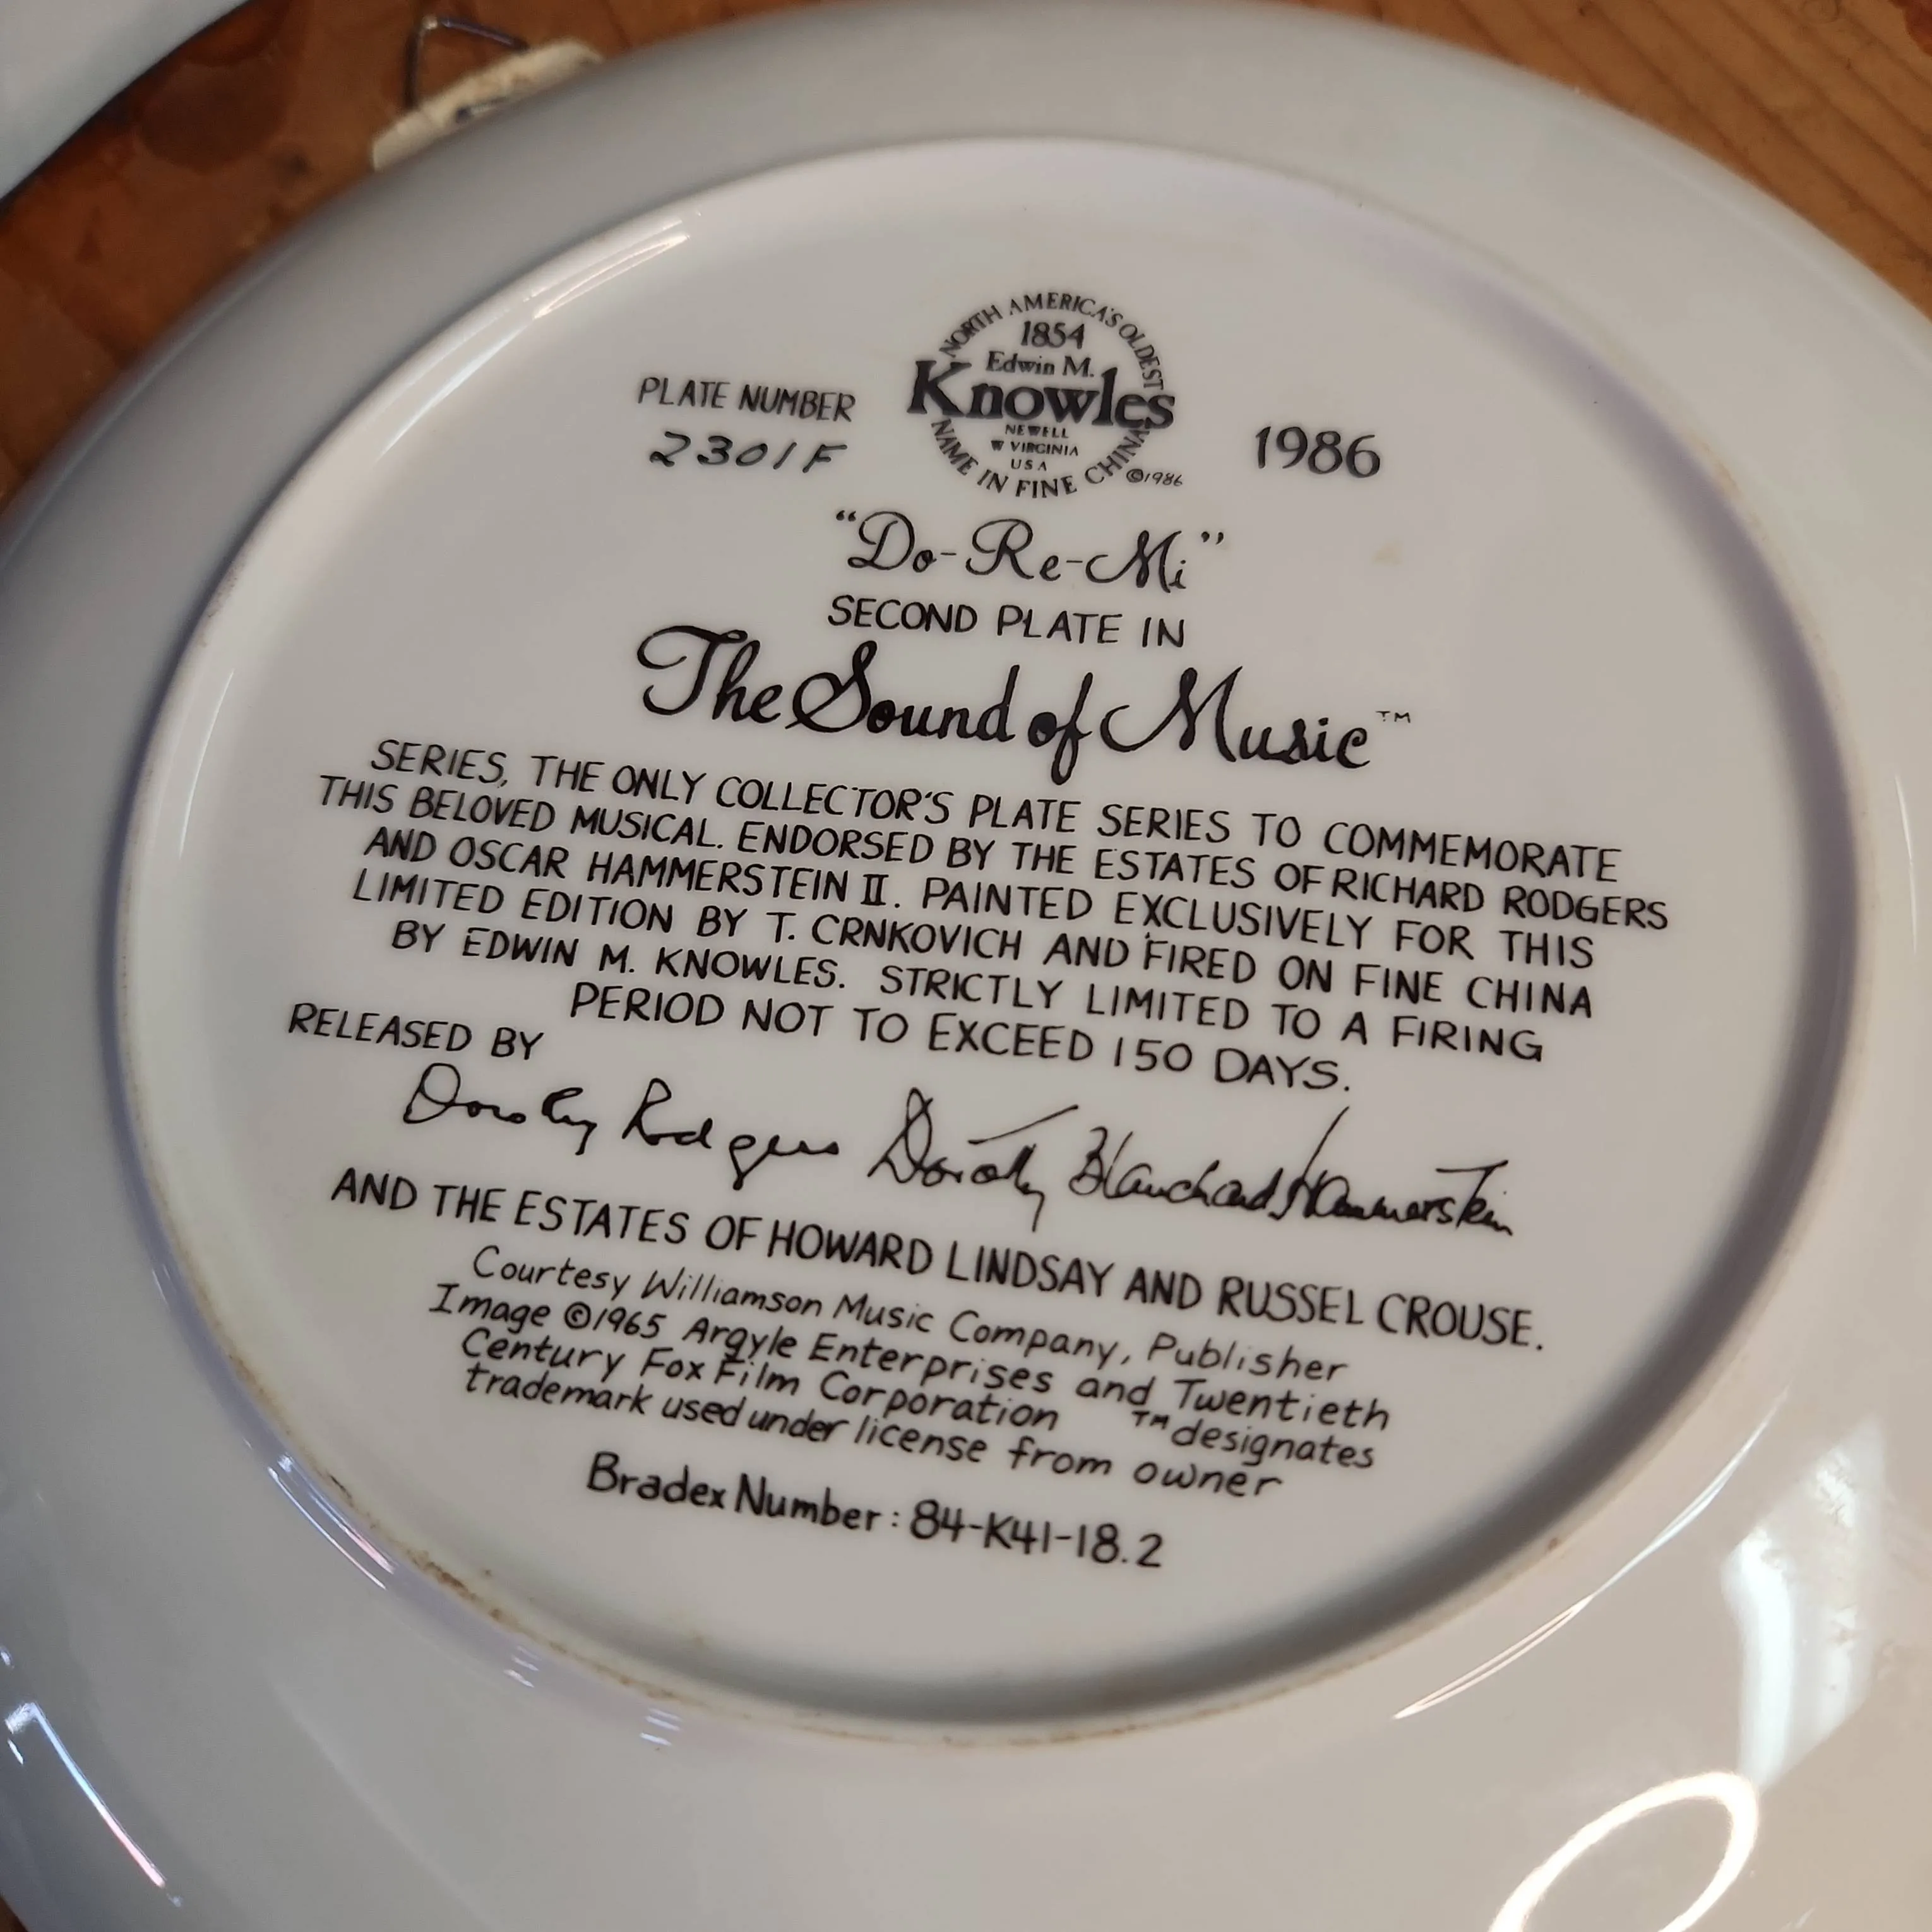 NORTH AMERICA'S OLDEST
1854
Edwin M.
Knowles
NEWELL
W VIRGINIA
USA
NAME IN FINE CHINA
©1986
PLATE NUMBER
2301F
1986
"Do-Re-Mi"
SECOND PLATE IN
The Sound of Music™
SERIES, THE ONLY COLLECTOR'S PLATE SERIES TO COMMEMORATE
THIS BELOVED MUSICAL. ENDORSED BY THE ESTATES OF RICHARD RODGERS
AND OSCAR HAMMERSTEIN II. PAINTED EXCLUSIVELY FOR THIS
LIMITED EDITION BY T. CRNKOVICH AND FIRED ON FINE CHINA
BY EDWIN M. KNOWLES. STRICTLY LIMITED TO A FIRING
PERIOD NOT TO EXCEED 150 DAYS.
RELEASED BY
Dorothy Rodgers Dorothy Blanchard Hammerstein
AND THE ESTATES OF HOWARD LINDSAY AND RUSSEL CROUSE.
Courtesy Williamson Music Company, Publisher
Image ©1965 Argyle Enterprises and Twentieth
Century Fox Film Corporation ™ designates
trademark used under license from owner
Bradex Number: 84-K41-18.2